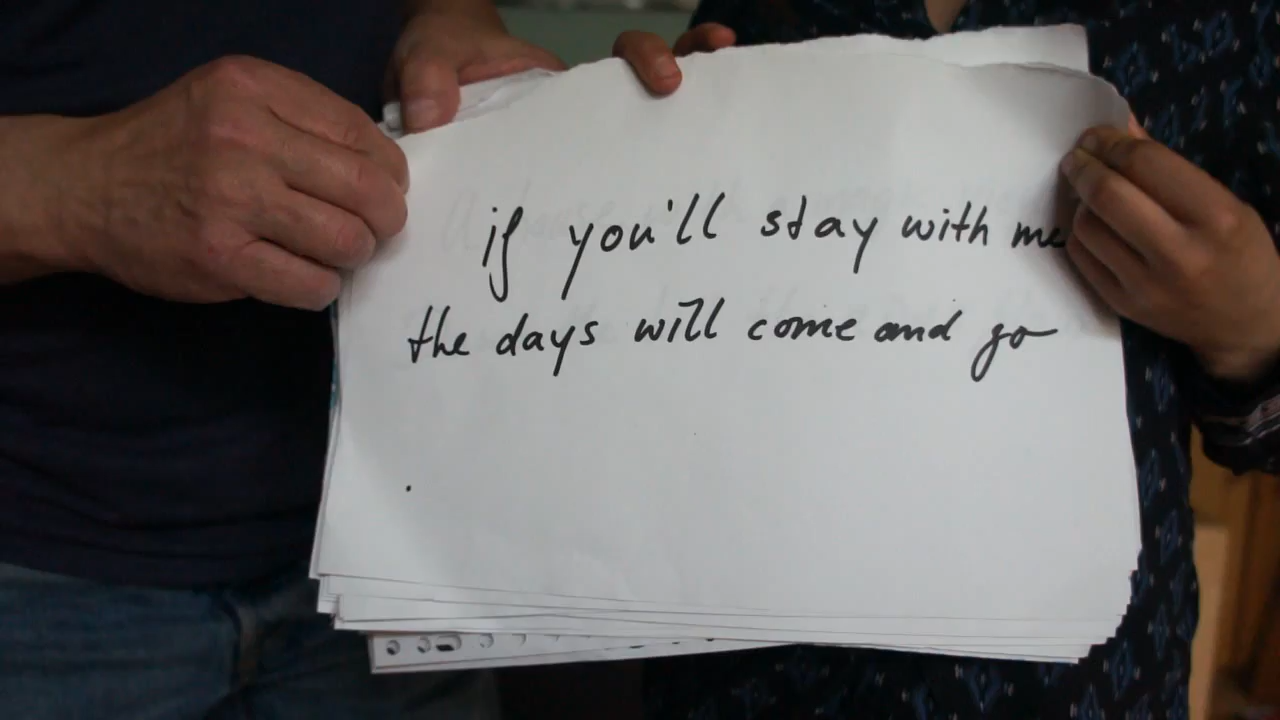 if you'll stay with me
the days will come and go
.